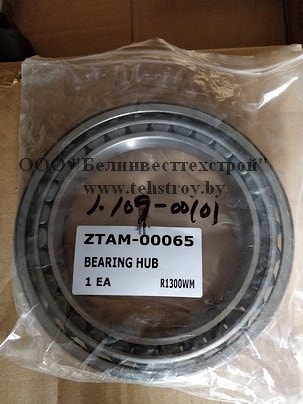 ООО"Белинвесттехстрой"
www.tehstroy.by
1.109-00101
ZTAM-00065
BEARING HUB
1 EA R1300WM